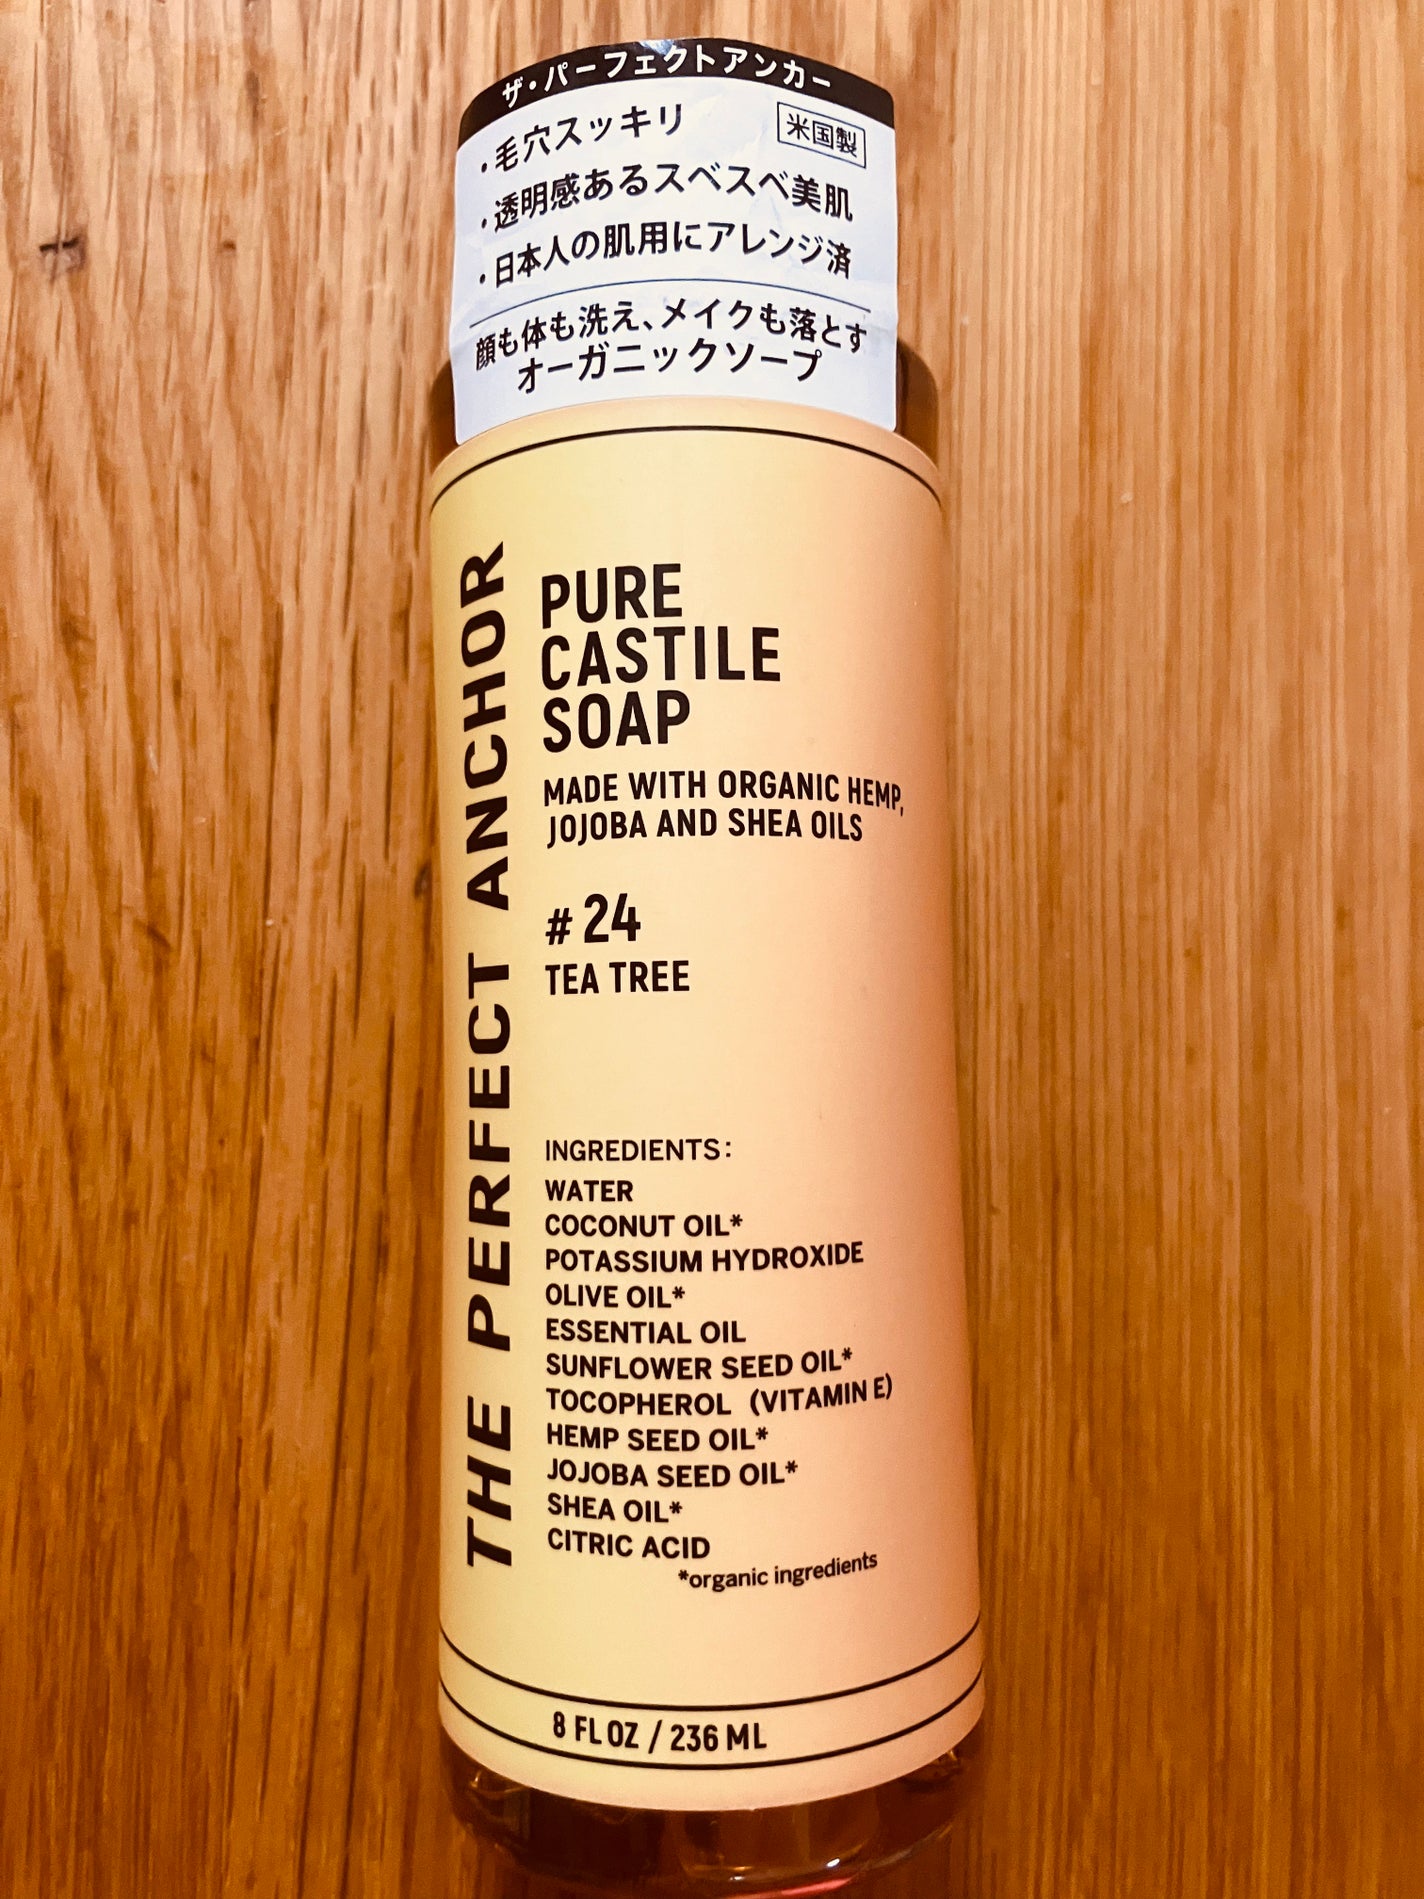 ザ・パーフェクトアンカー
・毛穴スッキリ
米国製
・透明感あるスベスベ美肌
・日本人の肌用にアレンジ済
顔も体も洗え、メイクも落とす
オーガニックソープ
THE PERFECT ANCHOR
PURE
CASTILE
SOAP
MADE WITH ORGANIC HEMP,
JOJOBA AND SHEA OILS
# 24
TEA TREE
INGREDIENTS:
WATER
COCONUT OIL*
POTASSIUM HYDROXIDE
OLIVE OIL*
ESSENTIAL OIL
SUNFLOWER SEED OIL*
TOCOPHEROL (VITAMIN E)
HEMP SEED OIL*
JOJOBA SEED OIL*
SHEA OIL*
CITRIC ACID
*organic ingredients
8 FL OZ / 236 ML